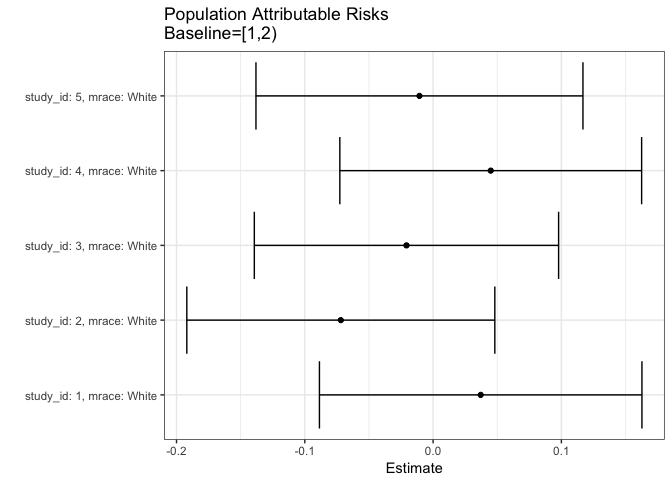 Population Attributable Risks
Baseline=[1,2)
study_id: 5, mrace: White
study_id: 4, mrace: White
study_id: 3, mrace: White
study_id: 2, mrace: White
study_id: 1, mrace: White
-0.2 -0.1 0.0 0.1
Estimate